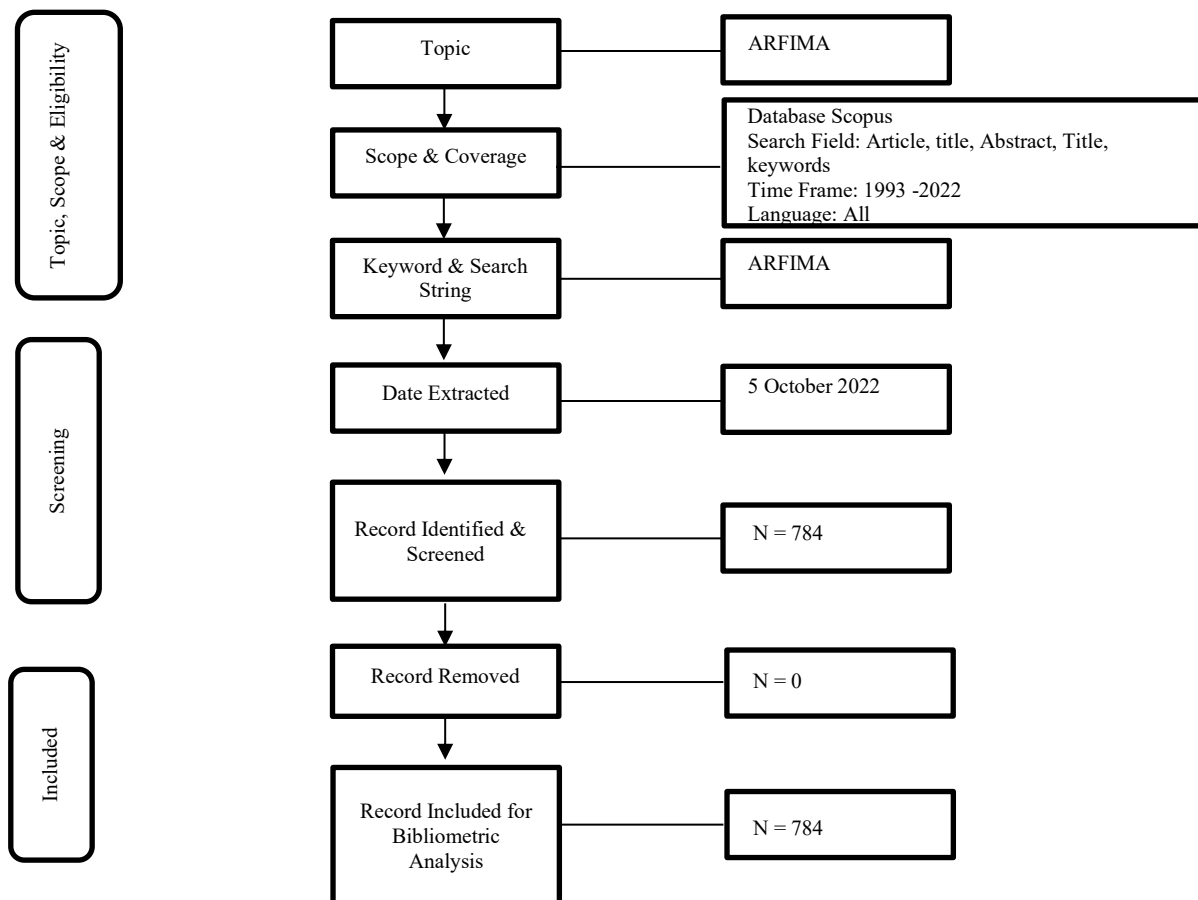 Topic, Scope & Eligibility
Topic
ARFIMA
Scope & Coverage
Database Scopus
Search Field: Article, title, Abstract, Title,
keywords
Time Frame: 1993 -2022
Language: All
Keyword & Search
String
ARFIMA
Screening
Date Extracted
5 October 2022
Record Identified &
Screened
N = 784
Included
Record Removed
N = 0
Record Included for
Bibliometric
Analysis
N = 784